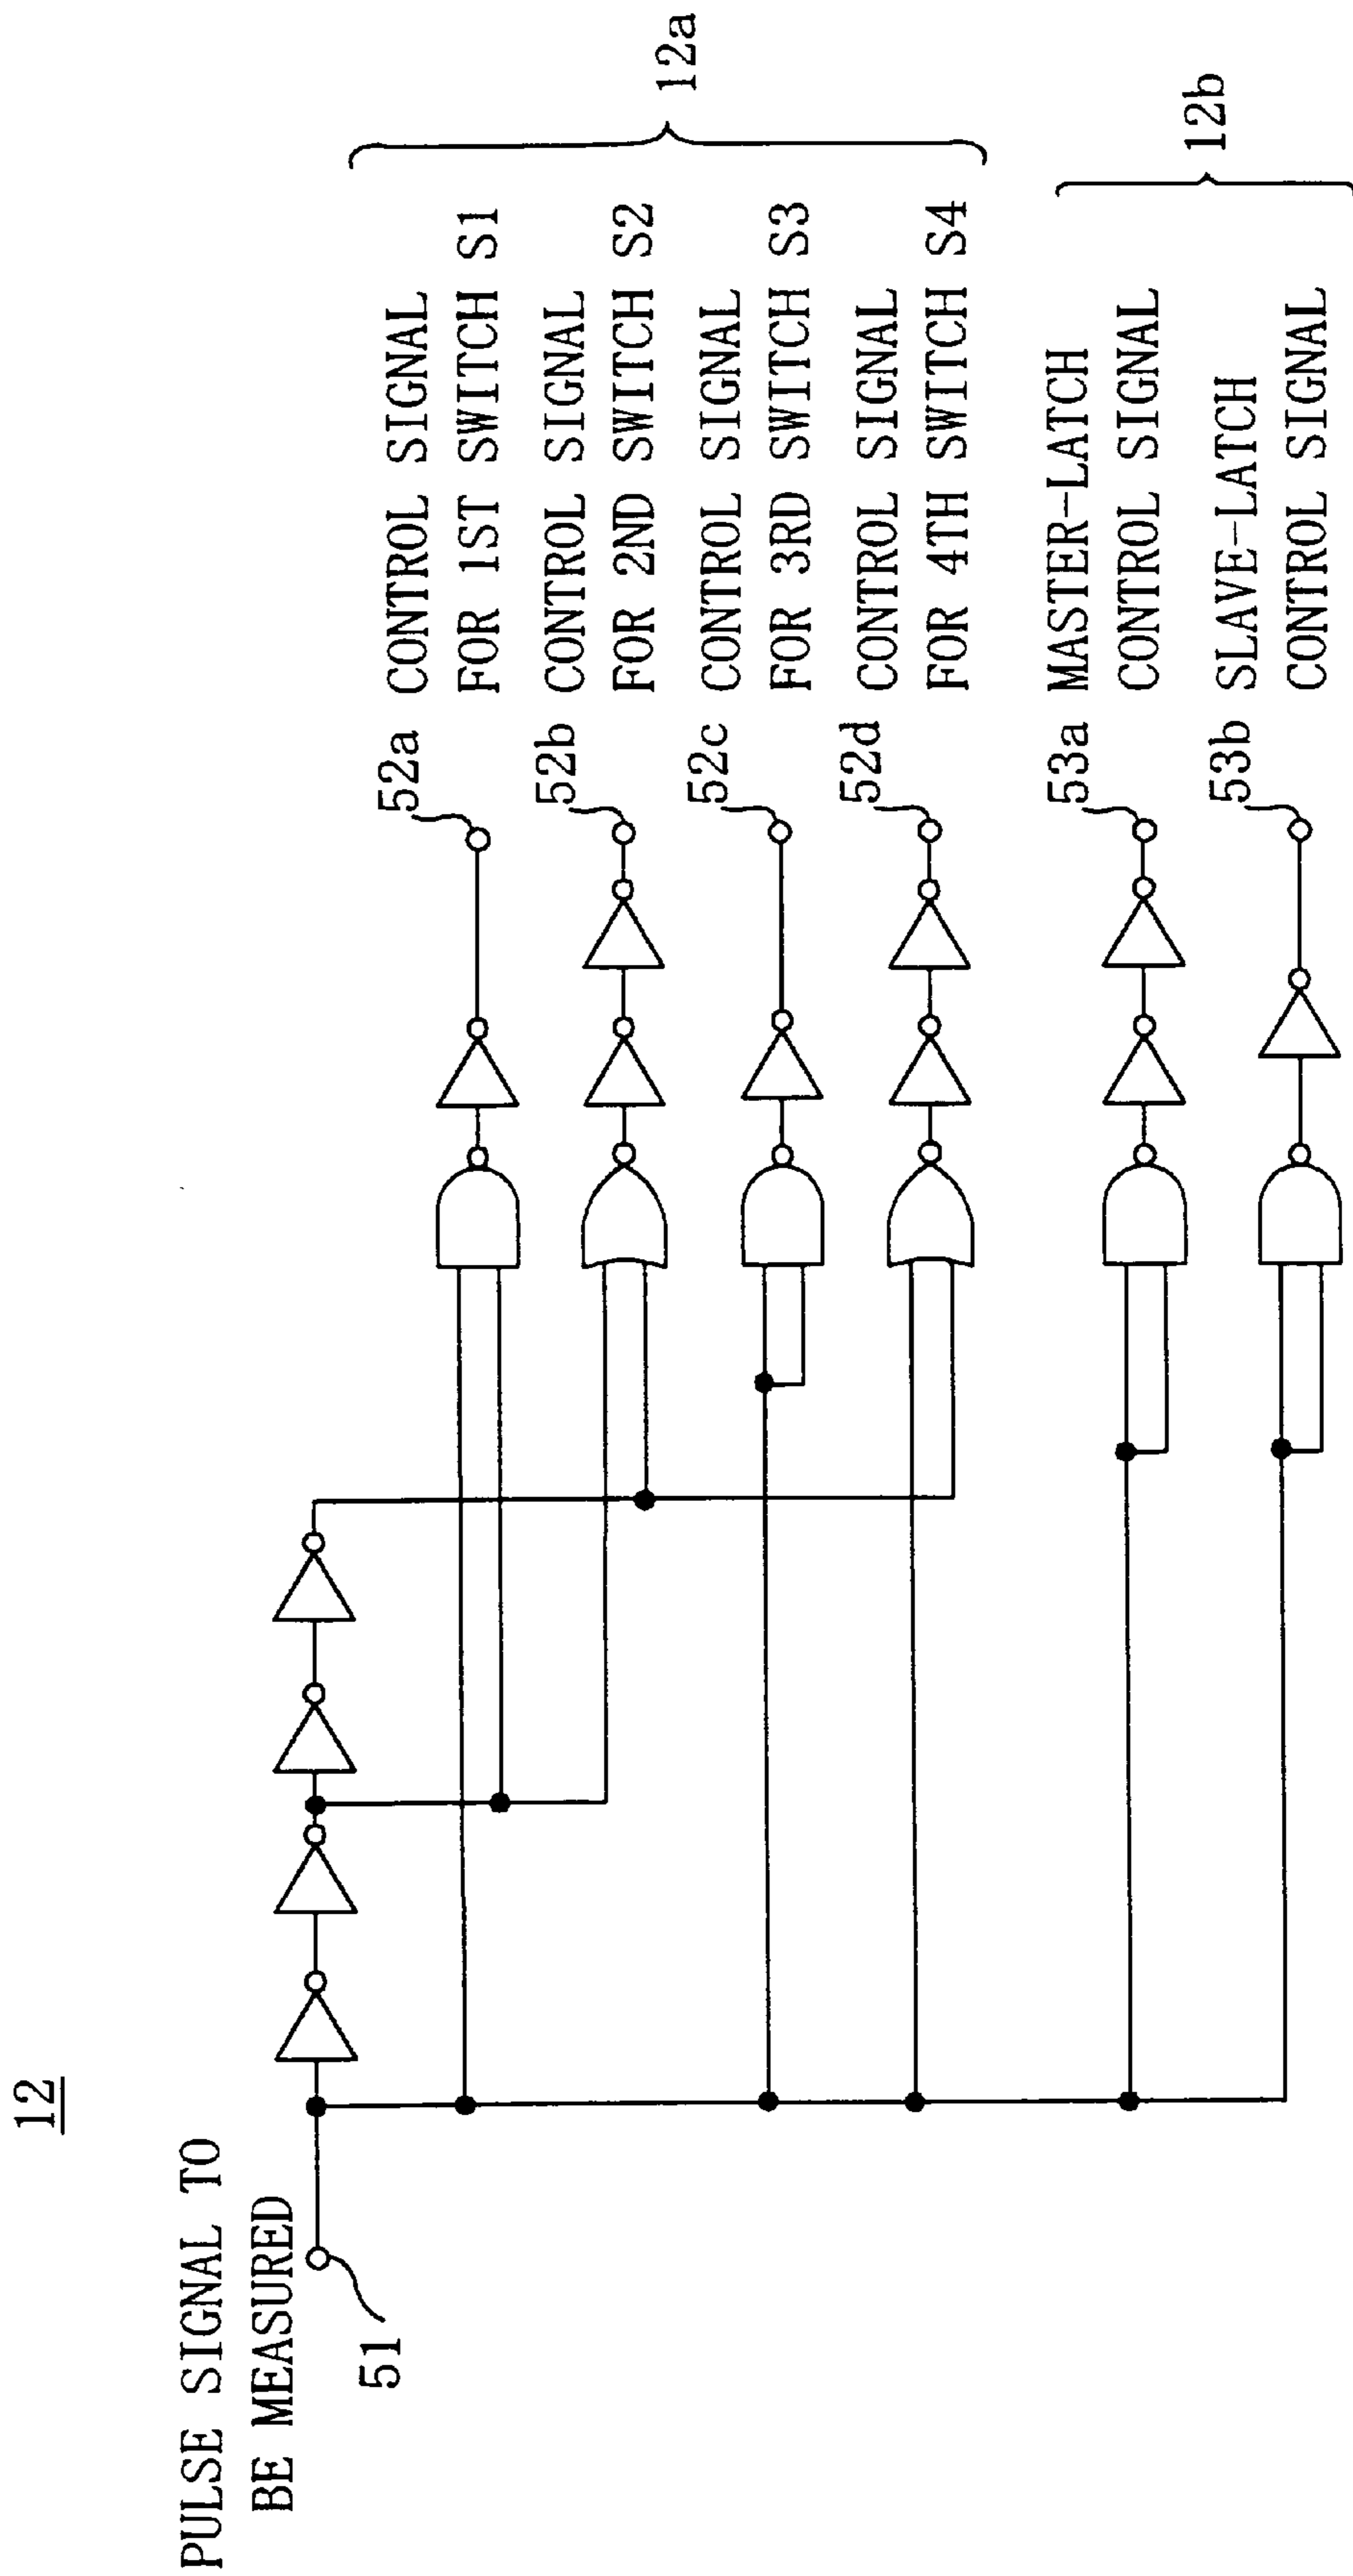 12
PULSE SIGNAL TO
BE MEASURED
51
52a
CONTROL SIGNAL
FOR 1ST SWITCH S1
52b
CONTROL SIGNAL
FOR 2ND SWITCH S2
52c
CONTROL SIGNAL
FOR 3RD SWITCH S3
52d
CONTROL SIGNAL
FOR 4TH SWITCH S4
12a
53a
MASTER-LATCH
CONTROL SIGNAL
53b
SLAVE-LATCH
CONTROL SIGNAL
12b